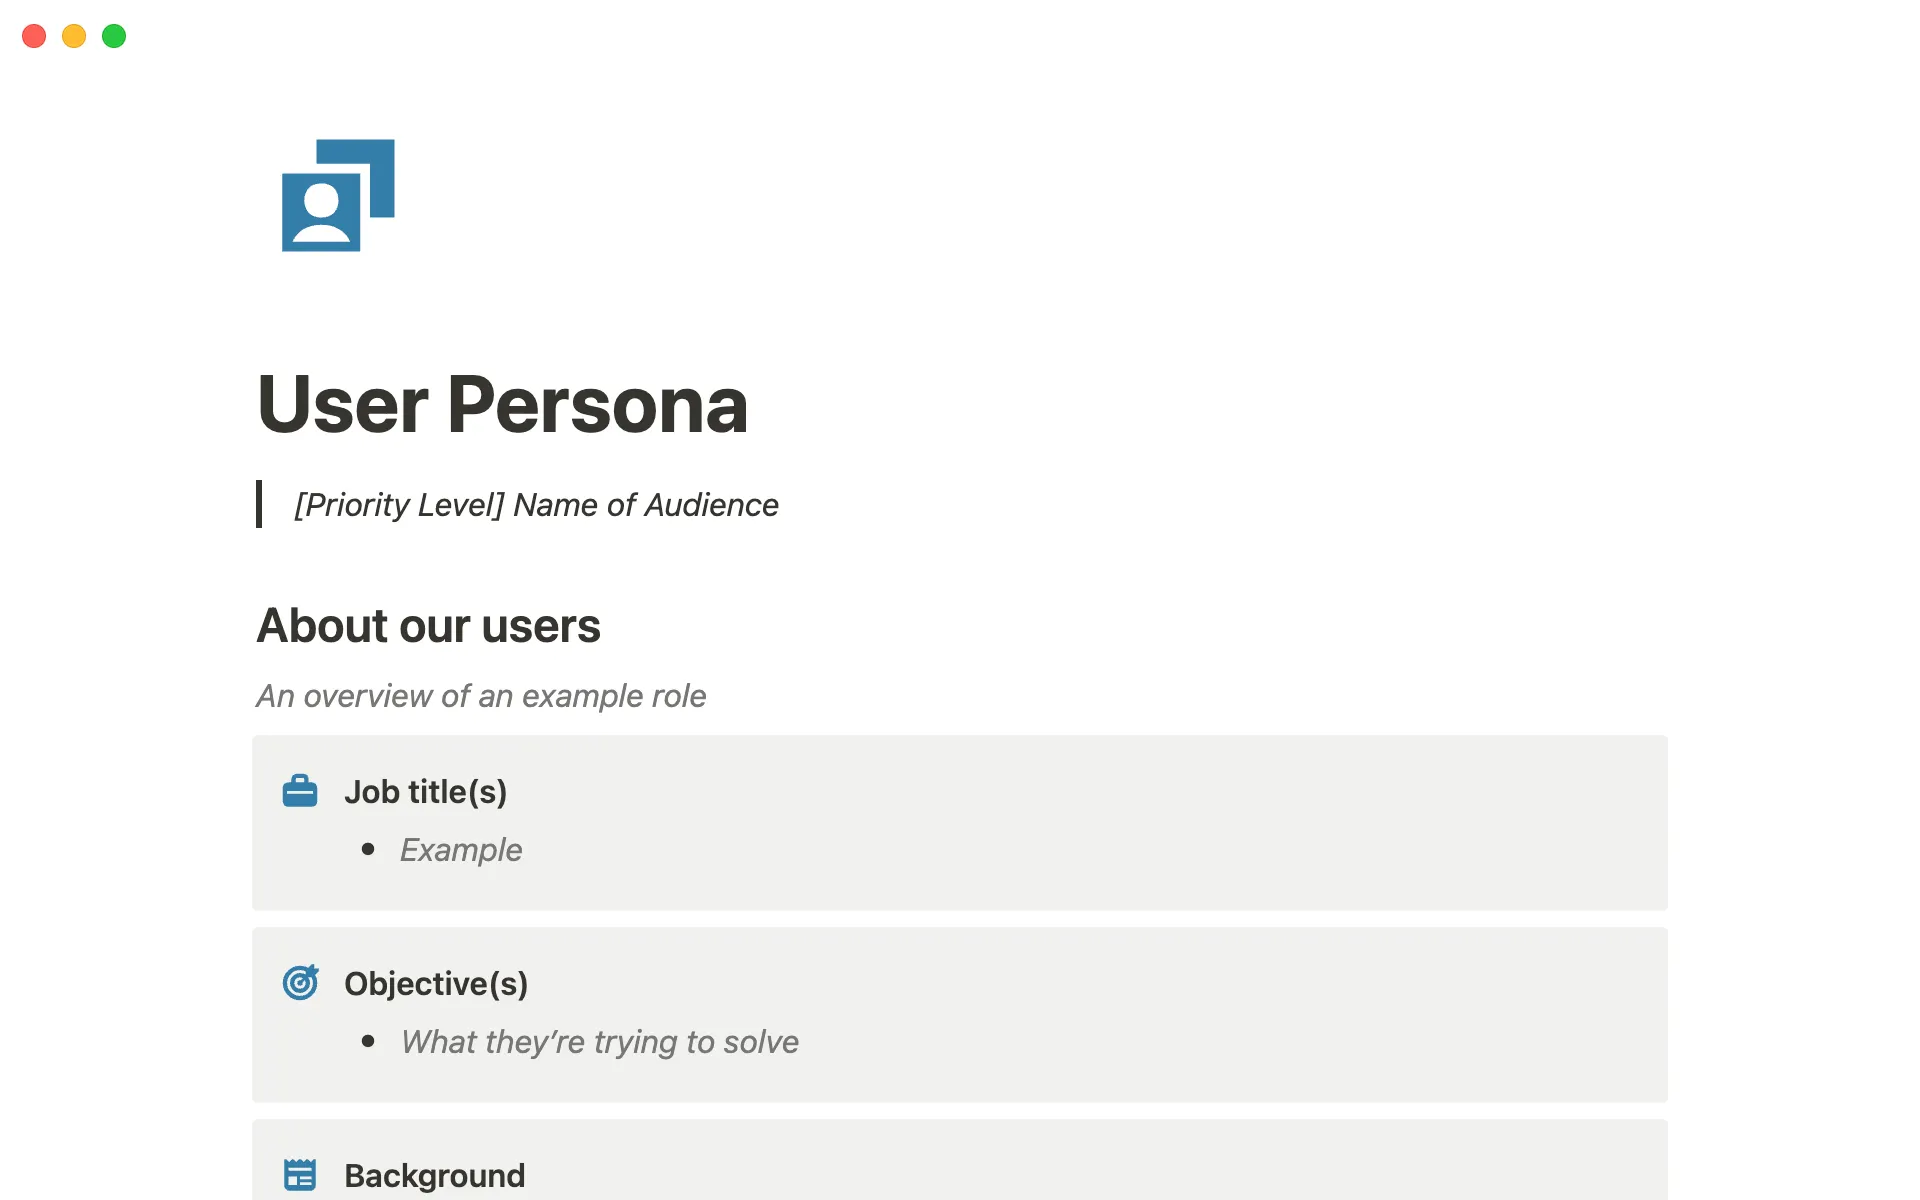 User Persona
[Priority Level] Name of Audience
About our users
An overview of an example role
Job title(s)
• Example
Objective(s)
• What they’re trying to solve
Background